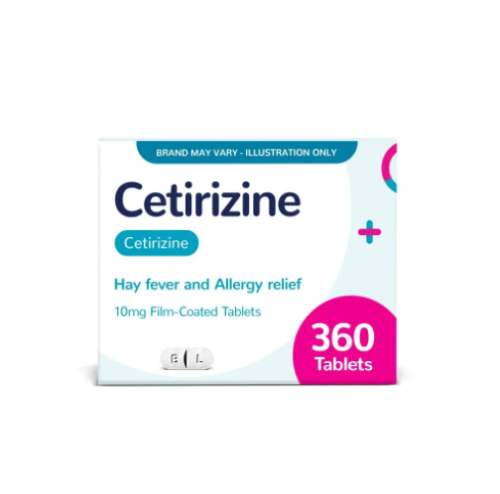 BRAND MAY VARY - ILLUSTRATION ONLY
Cetirizine
Cetirizine
Hay fever and Allergy relief
10mg Film-Coated Tablets
360
Tablets